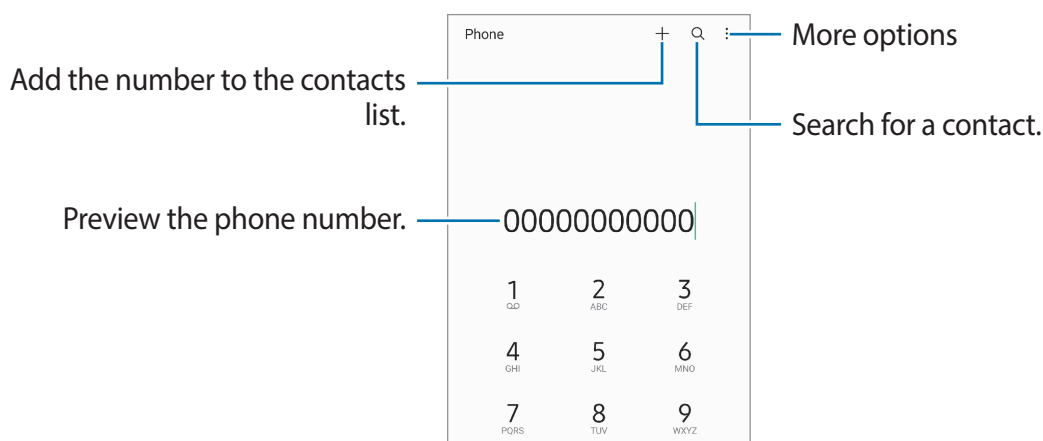 Phone
More options
Add the number to the contacts
list.
Search for a contact.
Preview the phone number.
00000000000
1 2 3
ABC DEF
4 5 6
GHI JKL MNO
7 8 9
PQRS TUV WXYZ